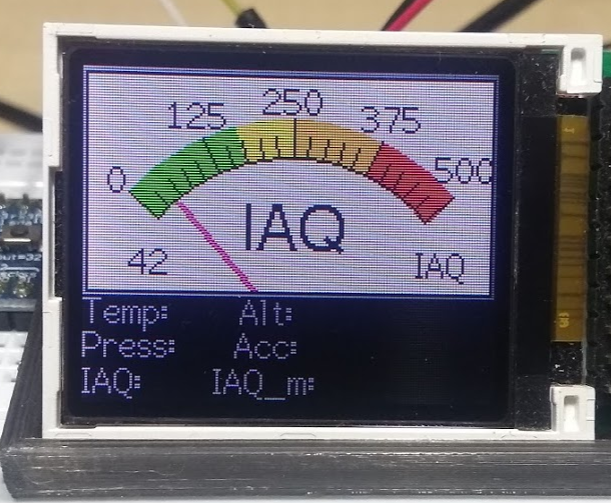 250
125 375
0 500
IAQ
42 IAQ
Temp: Alt:
Press: Acc:
IAQ: IAQ_m: